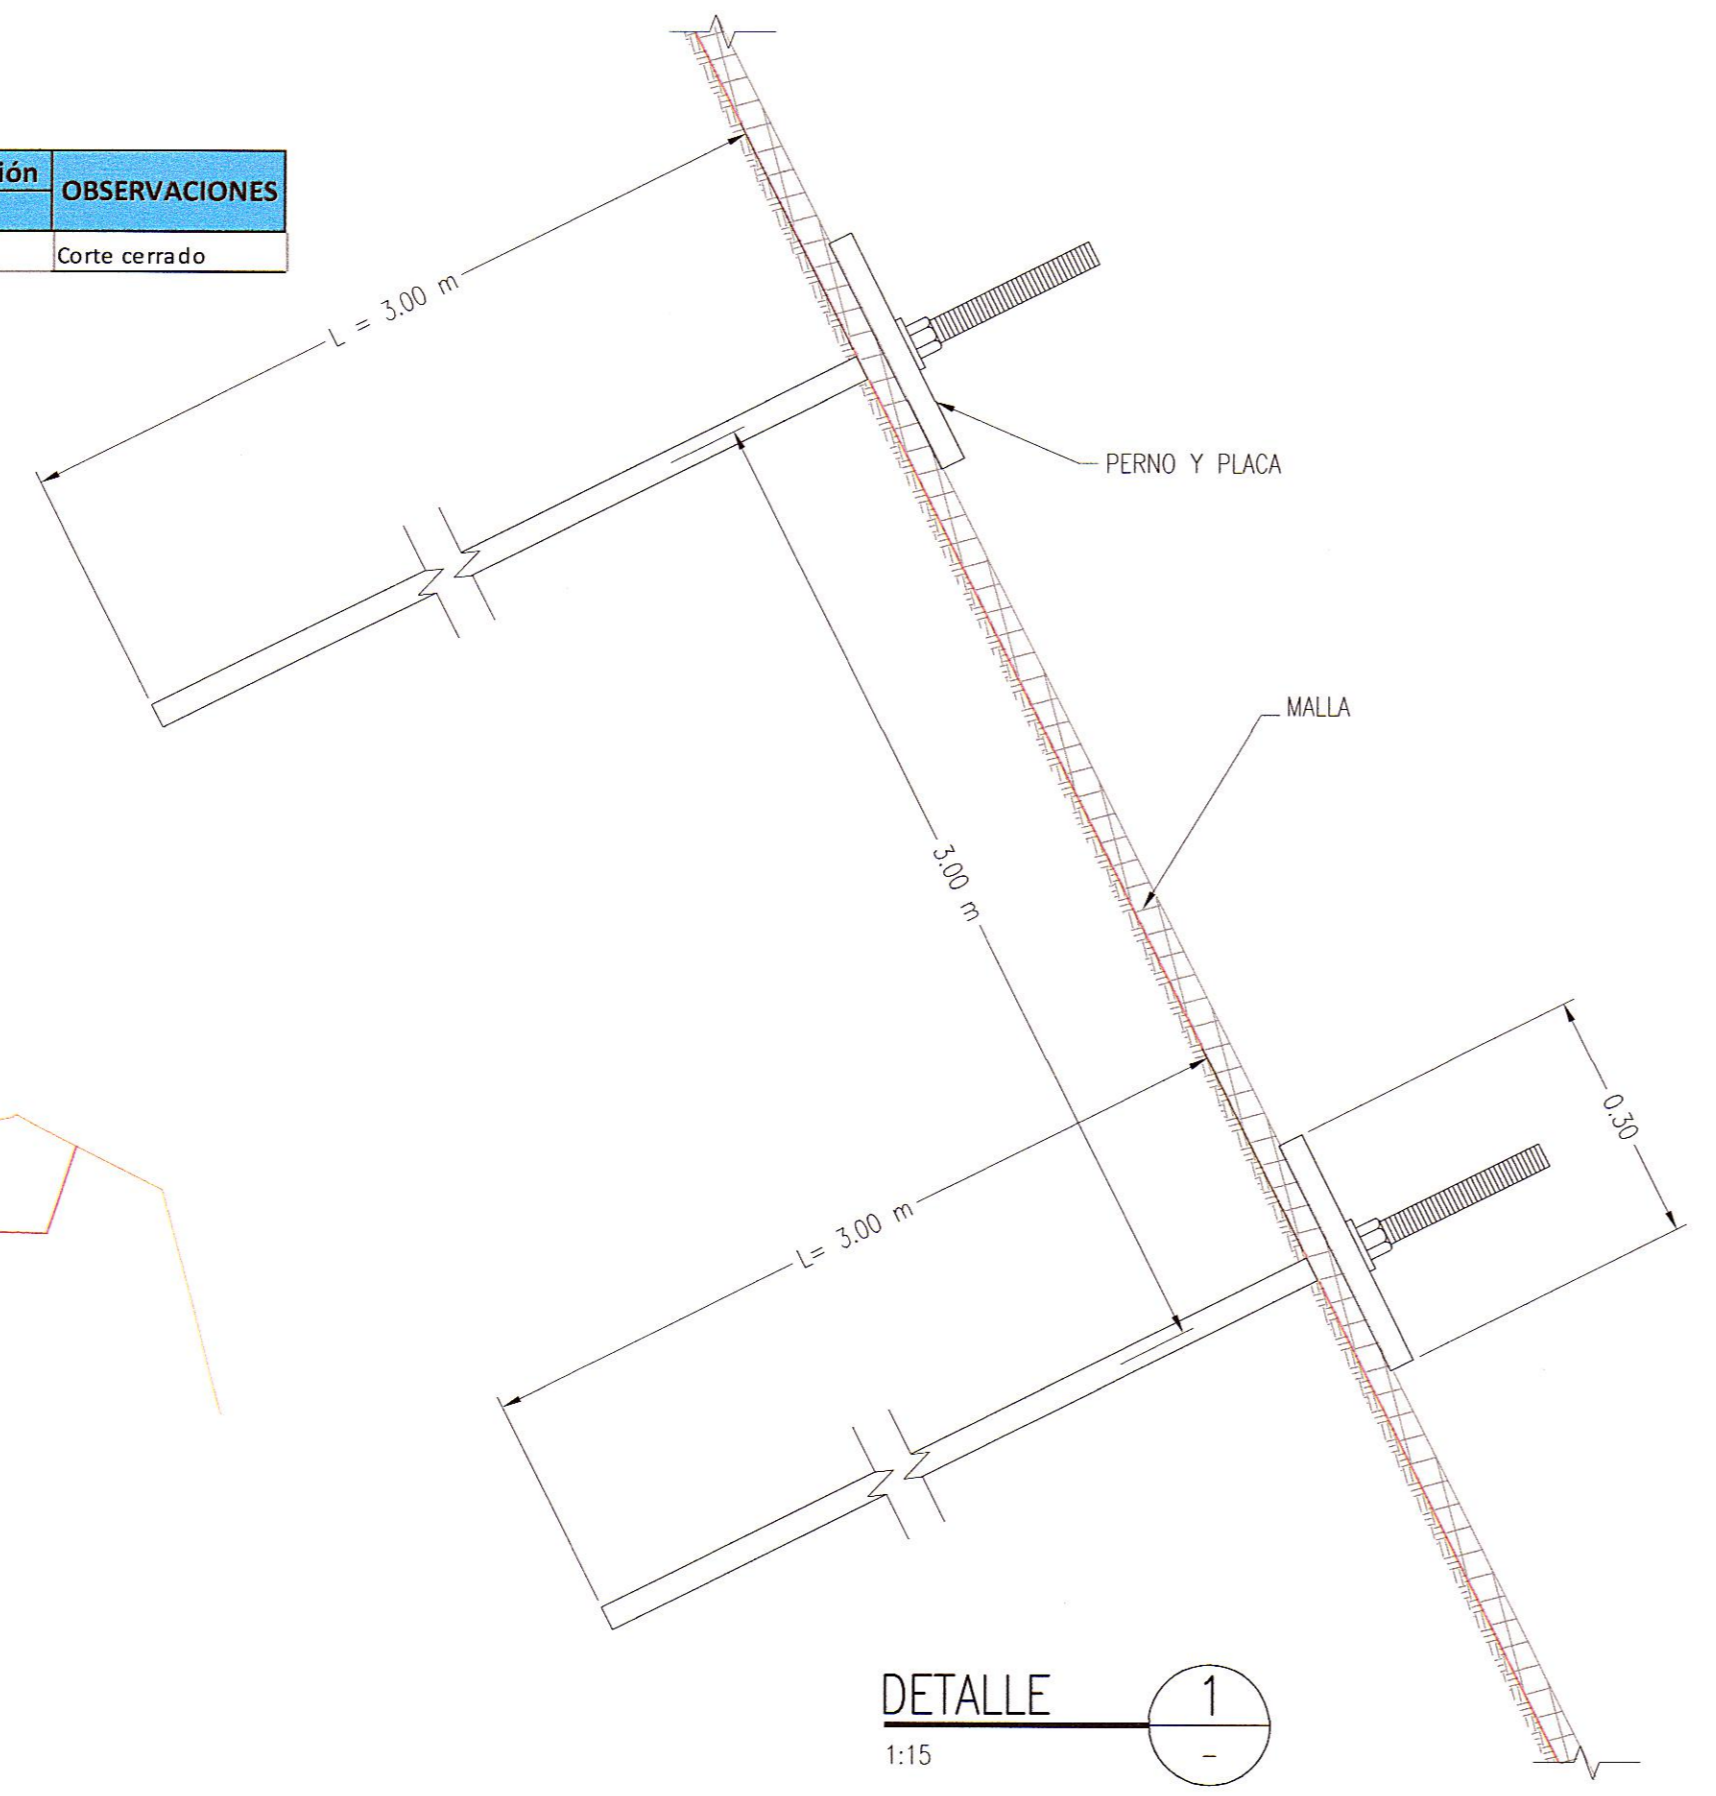 ión
OBSERVACIONES
Corte cerrado
L = 3.00 m
PERNO Y PLACA
MALLA
3.00 m
0.30
L= 3.00 m
DETALLE
1
1:15
-